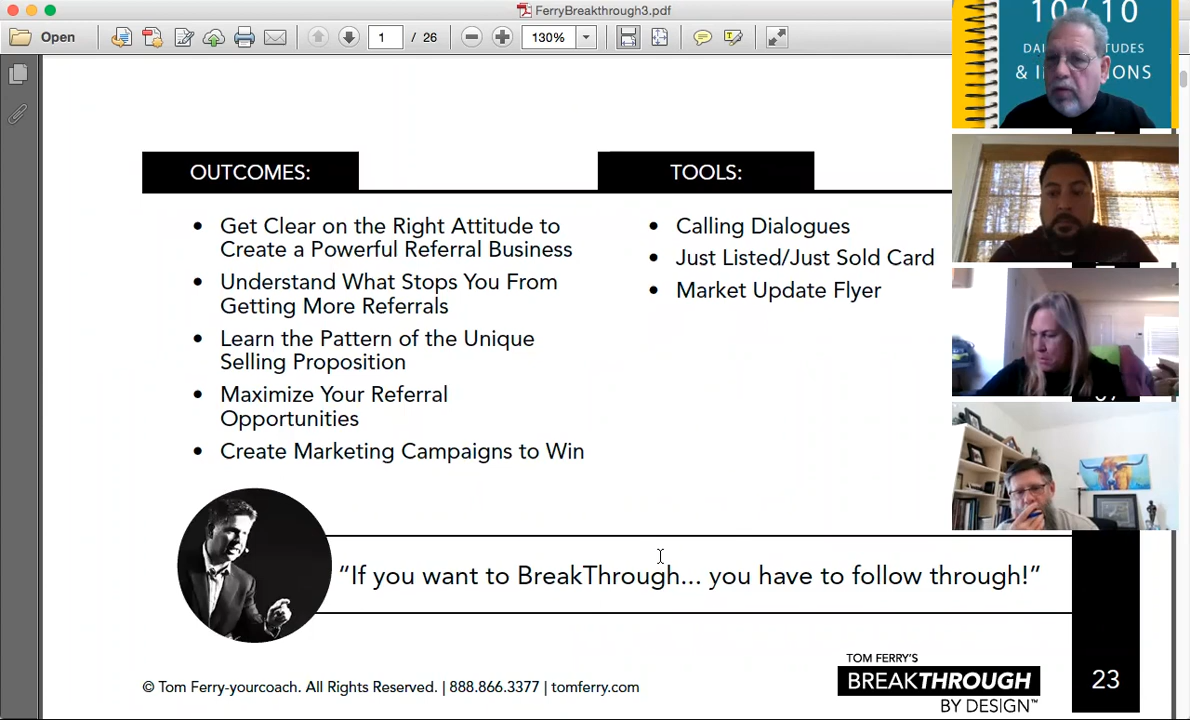 FerryBreakthrough3.pdf
Open
1 / 26
130%
OUTCOMES:
• Get Clear on the Right Attitude to
Create a Powerful Referral Business
• Understand What Stops You From
Getting More Referrals
• Learn the Pattern of the Unique
Selling Proposition
• Maximize Your Referral
Opportunities
• Create Marketing Campaigns to Win
TOOLS:
• Calling Dialogues
• Just Listed/Just Sold Card
• Market Update Flyer
“If you want to BreakThrough... you have to follow through!”
© Tom Ferry-yourcoach. All Rights Reserved. | 888.866.3377 | tomferry.com
TOM FERRY'S
BREAKTHROUGH
BY DESIGN™
23
10/10
&